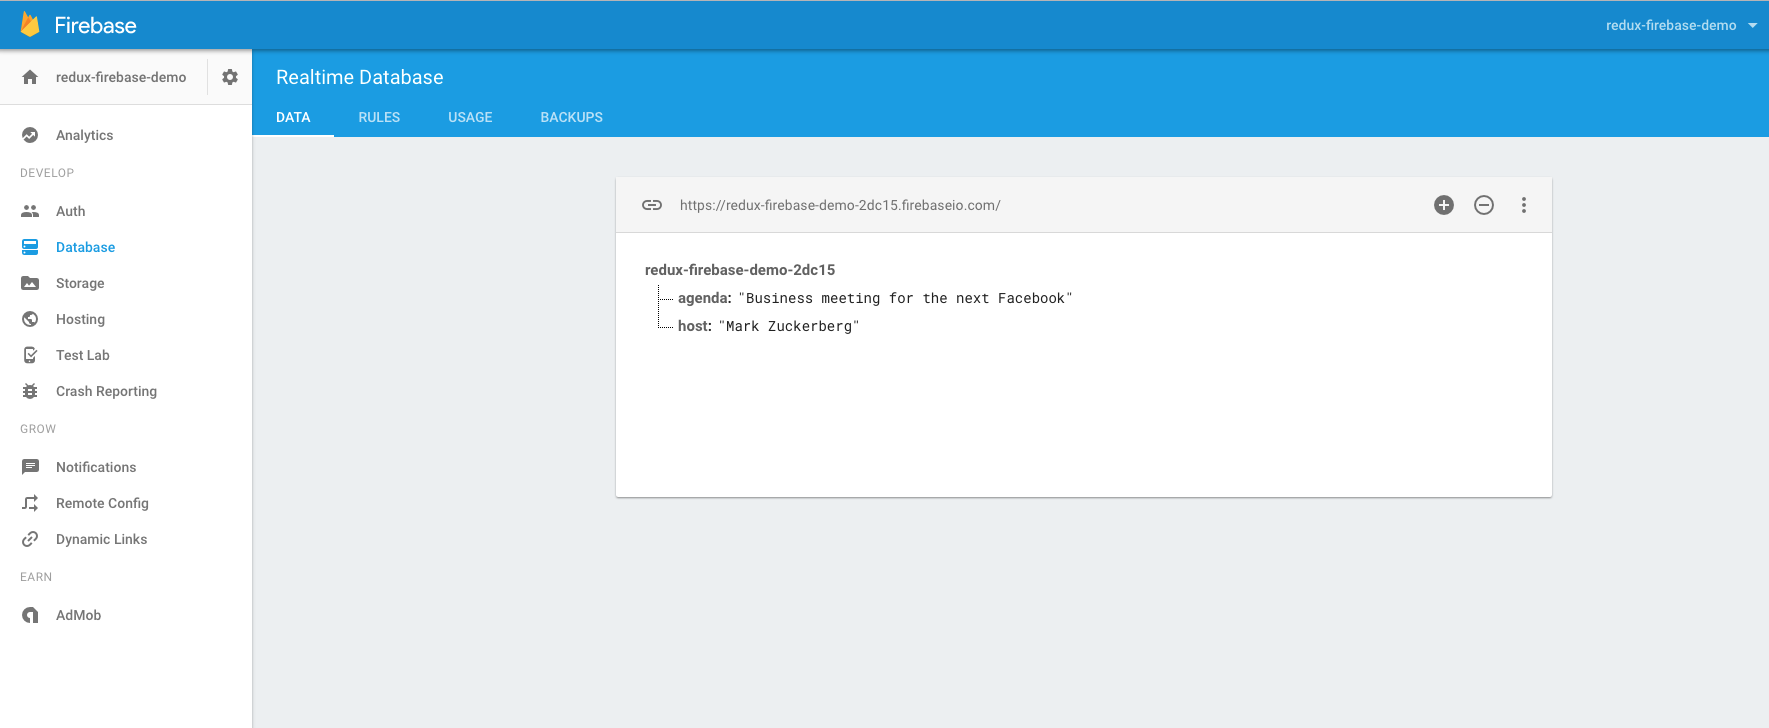 Firebase
redux-firebase-demo
redux-firebase-demo
Realtime Database
DATA RULES USAGE BACKUPS
Analytics
DEVELOP
Auth
Database
Storage
Hosting
Test Lab
Crash Reporting
GROW
Notifications
Remote Config
Dynamic Links
EARN
AdMob
https://redux-firebase-demo-2dc15.firebaseio.com/
redux-firebase-demo-2dc15
agenda: "Business meeting for the next Facebook"
host: "Mark Zuckerberg"